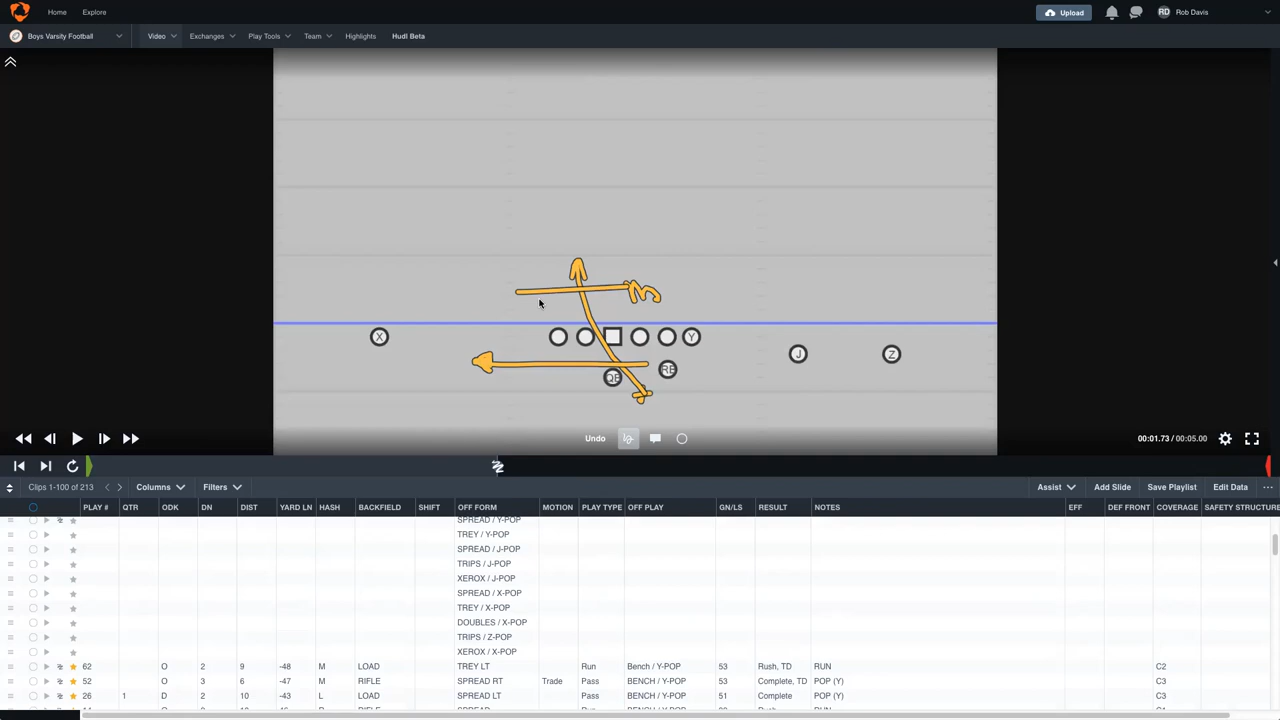 Home Explore Upload RD Rob Davis
Boys Varsity Football Video Exchanges Play Tools Team Highlights Hudl Beta
X Y J Z
QB RB
Undo 00:01.73 / 00:05.00
Clips 1-100 of 213 Columns Filters Assist Add Slide Save Playlist Edit Data
PLAY # QTR ODK DN DIST YARD LN HASH BACKFIELD SHIFT OFF FORM MOTION PLAY TYPE OFF PLAY GN/LS RESULT NOTES EFF DEF FRONT COVERAGE SAFETY STRUCTURE
SPREAD / Y-POP
TREY / Y-POP
SPREAD / J-POP
TRIPS / J-POP
XEROX / J-POP
SPREAD / X-POP
TREY / X-POP
DOUBLES / X-POP
TRIPS / Z-POP
XEROX / X-POP
62 O 2 9 -48 M LOAD TREY LT Run Bench / Y-POP 53 Rush, TD RUN C2
52 O 3 6 -47 M RIFLE SPREAD RT Trade Pass BENCH / Y-POP 53 Complete, TD POP (Y) C3
26 1 D 2 10 -43 L LOAD SPREAD LT Pass BENCH / Y-POP 51 Complete POP (Y) C3